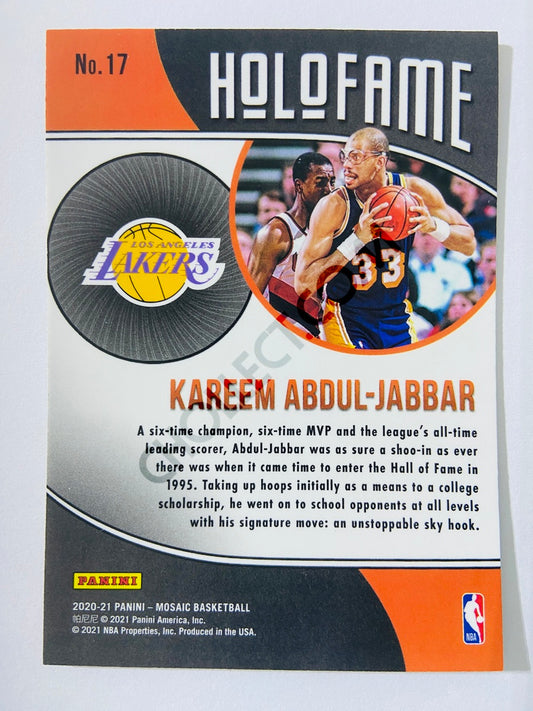 No.17
HOLOFAME
LOS ANGELES
LAKERS
33
KAREEM ABDUL-JABBAR
A six-time champion, six-time MVP and the league's all-time
leading scorer, Abdul-Jabbar was as sure a shoo-in as ever
there was when it came time to enter the Hall of Fame in
1995. Taking up hoops initially as a means to a college
scholarship, he went on to school opponents at all levels
with his signature move: an unstoppable sky hook.
PANINI
2020-21 PANINI – MOSAIC BASKETBALL
帕尼尼 © 2021 Panini America, Inc.
© 2021 NBA Properties, Inc. Produced in the USA.
NBA